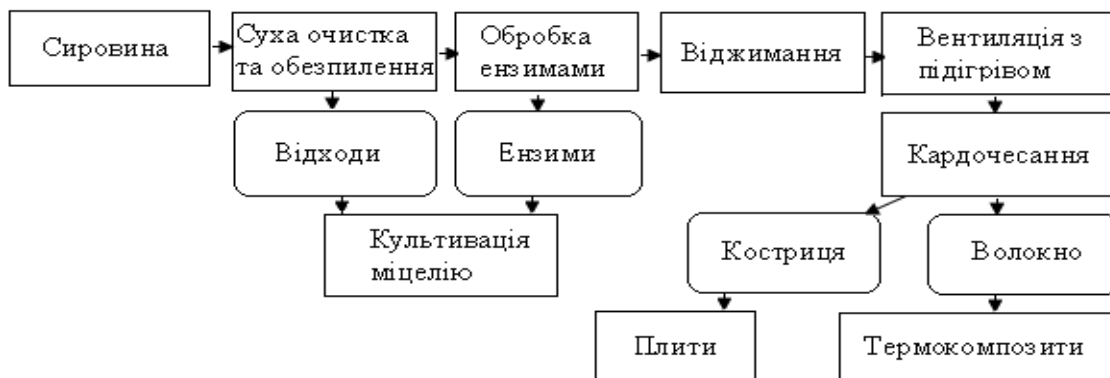 Сировина
Суха очистка
та обезпилення
Обробка
ензимами
Віджимання
Вентиляція з
підігрівом
Відходи
Ензими
Кардочесання
Культивація
міцелію
Костриця
Волокно
Плити
Термокомпозити